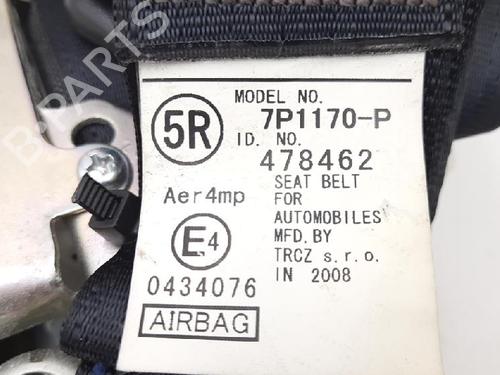 B-PARTS
MODEL NO.
5R 7P1170-P
ID. NO.
478462
Aer4mp SEAT BELT
FOR
AUTOMOBILES
E4 MFD. BY
TRCZ s.r.o.
0434076 IN 2008
AIRBAG